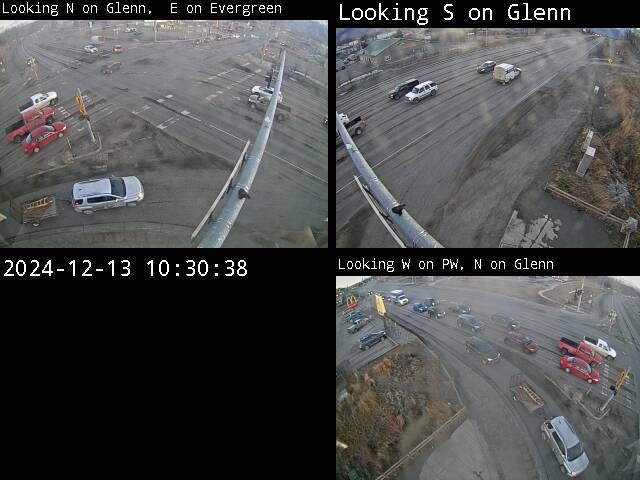 Looking N on Glenn,  E on Evergreen
Looking S on Glenn
2024-12-13 10:30:38
Looking W on PW, N on Glenn